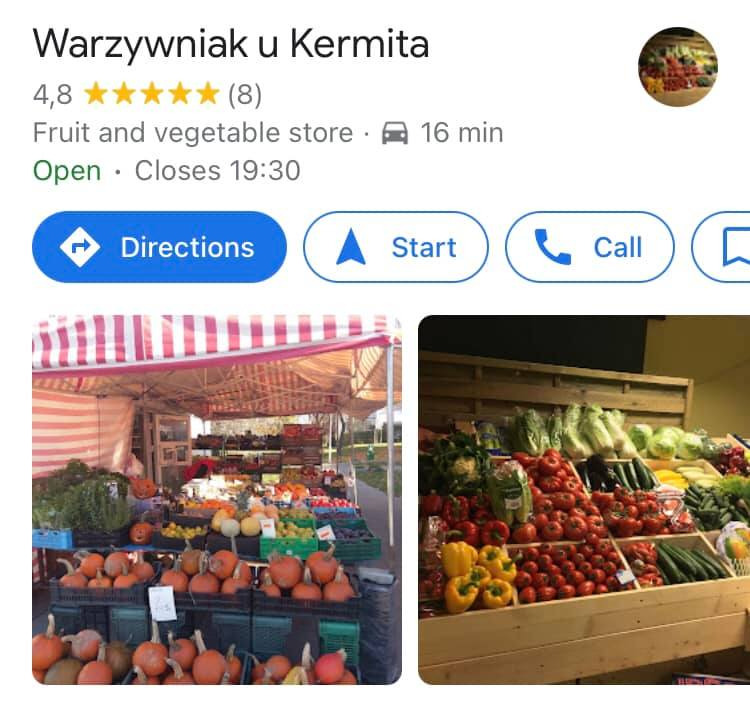 Warzywniak u Kermita
4,8 ★★★★★ (8)
Fruit and vegetable store · 16 min
Open · Closes 19:30
Directions Start Call